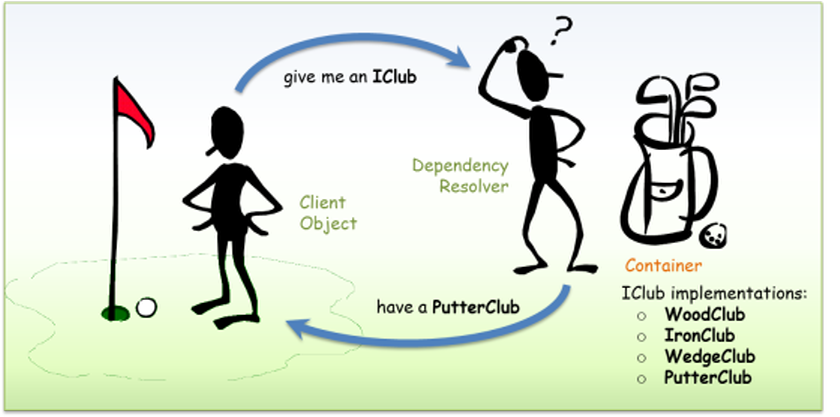 ?
give me an IClub
Dependency
Resolver
Client
Object
Container
have a PutterClub
IClub implementations:
○ WoodClub
○ IronClub
○ WedgeClub
○ PutterClub